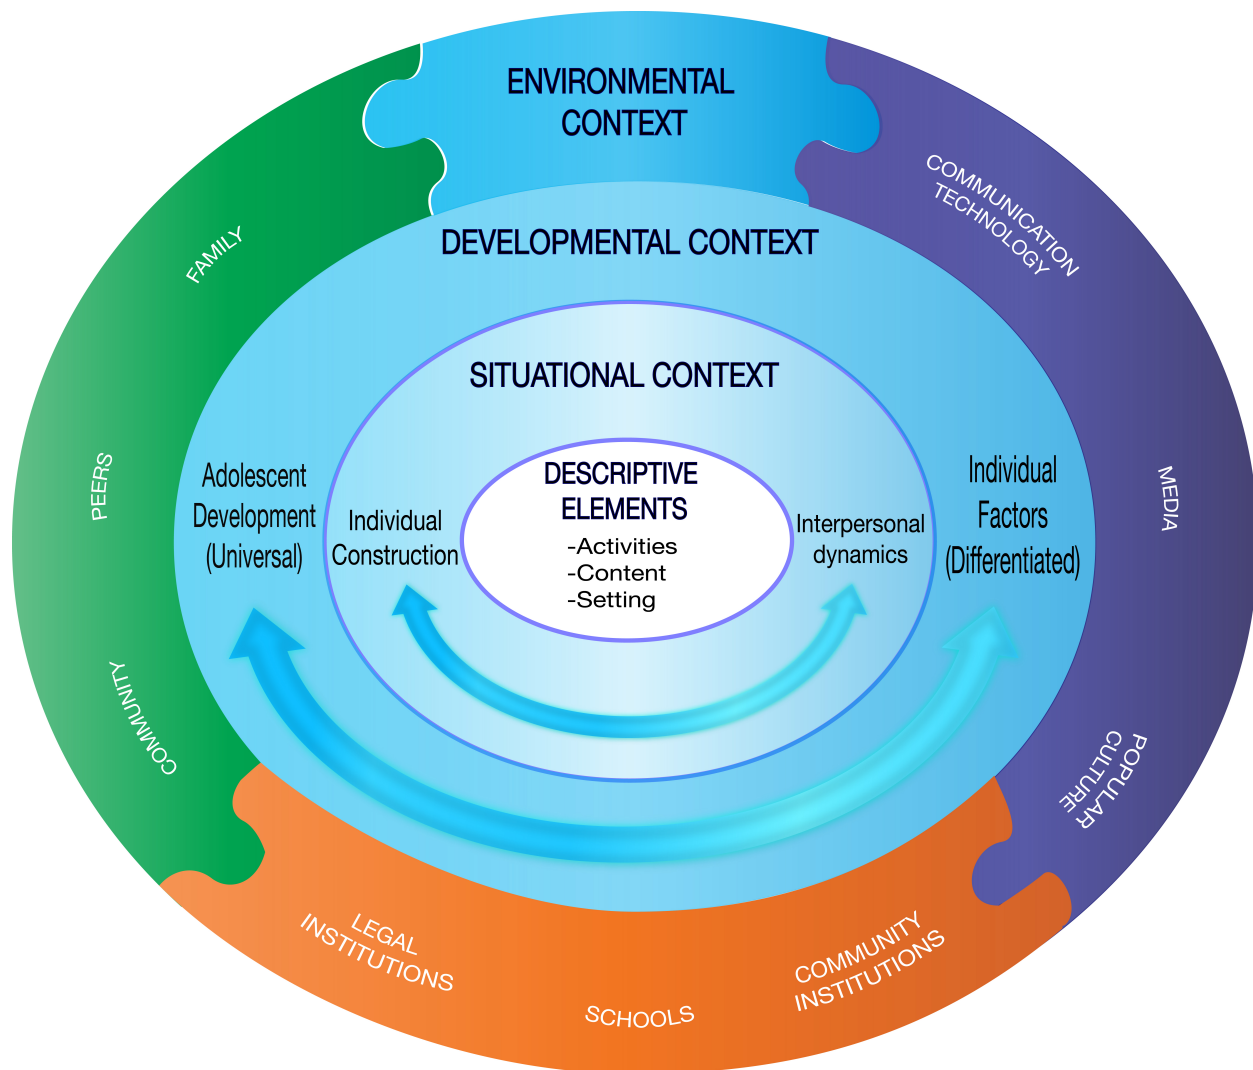 ENVIRONMENTAL
CONTEXT
COMMUNICATION
TECHNOLOGY
FAMILY
DEVELOPMENTAL CONTEXT
SITUATIONAL CONTEXT
PEERS
Adolescent
Development
(Universal)
Individual
Construction
DESCRIPTIVE
ELEMENTS
-Activities
-Content
-Setting
Interpersonal
dynamics
Individual
Factors
(Differentiated)
MEDIA
COMMUNITY
POPULAR
CULTURE
LEGAL
INSTITUTIONS
SCHOOLS
COMMUNITY
INSTITUTIONS